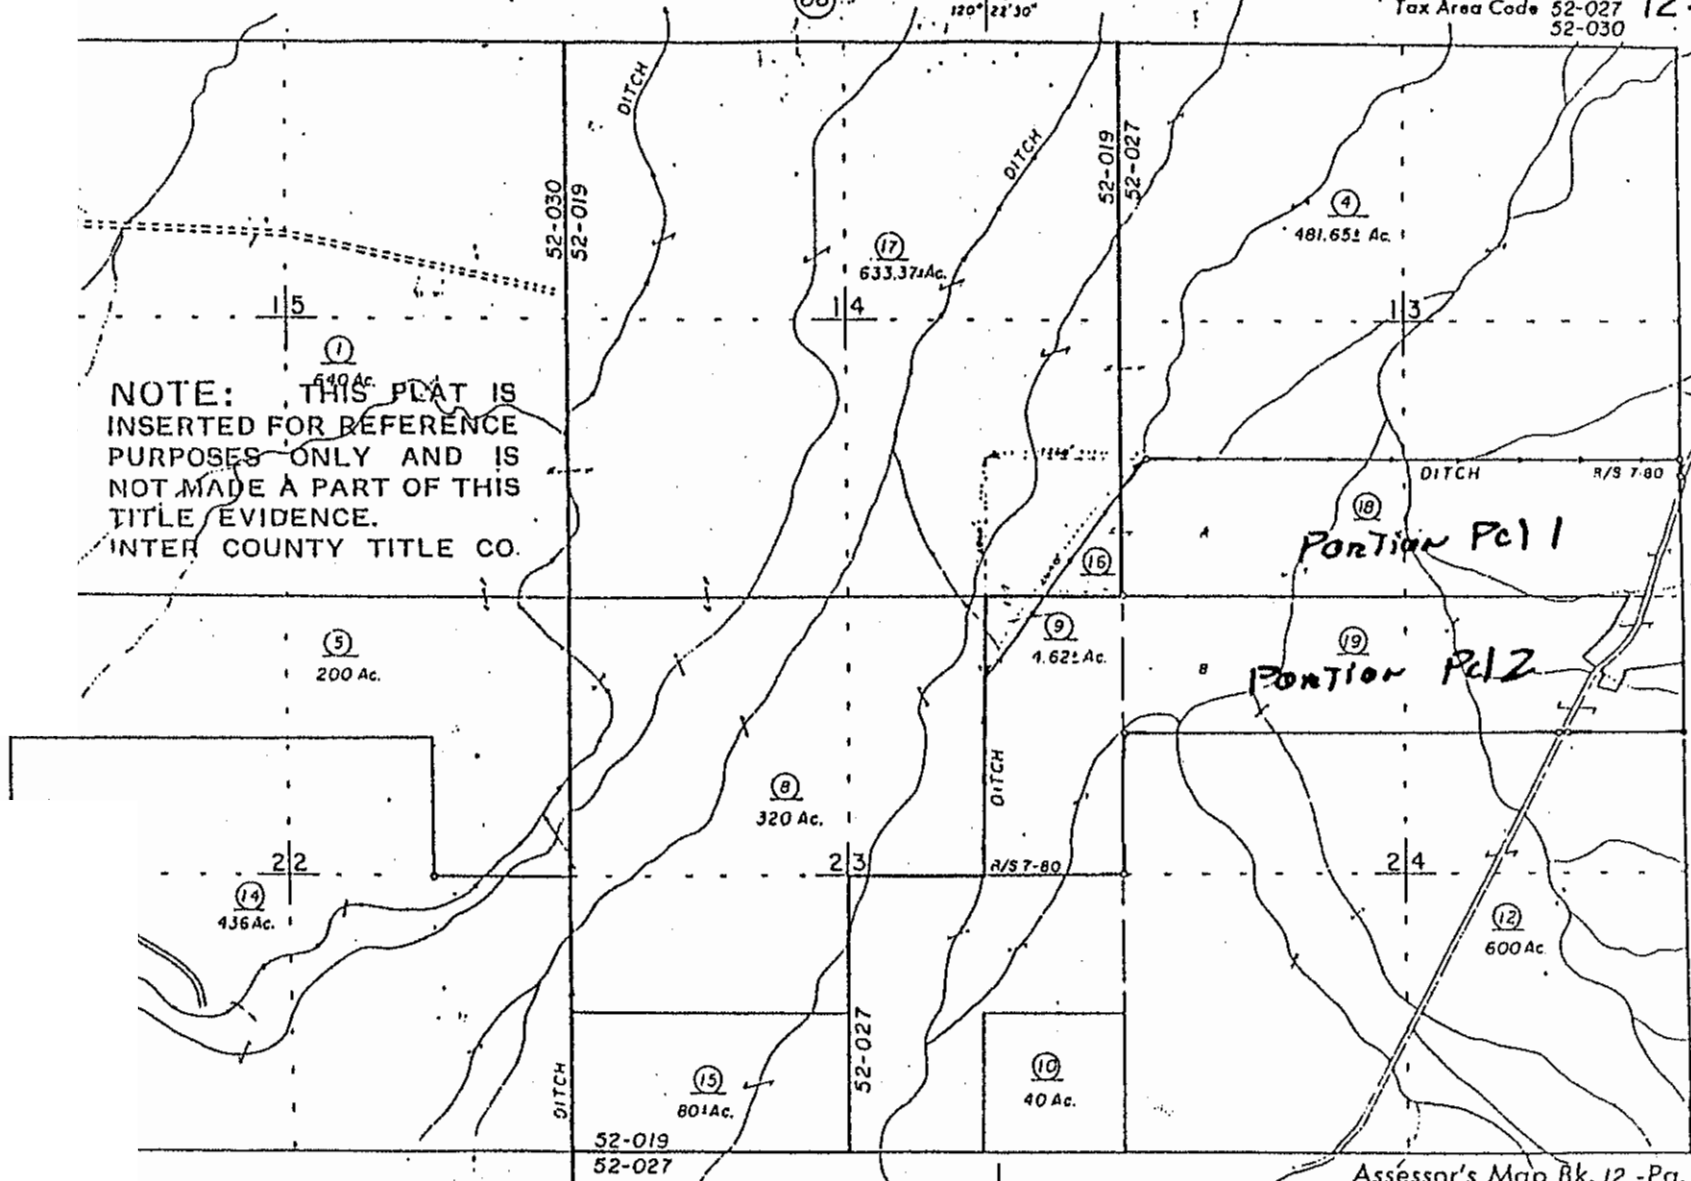 120° 22' 30"
Tax Area Code 52-027 12-
52-030
DITCH
DITCH
52-030
52-019
52-019
52-027
4
481.65± Ac.
17
633.37± Ac.
15
14
13
1
640 Ac.
NOTE: THIS PLAT IS
INSERTED FOR REFERENCE
PURPOSES ONLY AND IS
NOT MADE A PART OF THIS
TITLE EVIDENCE.
INTER COUNTY TITLE CO.
DITCH
R/S 7-80
18
A
Portion Pcl 1
16
5
200 Ac.
9
4.62± Ac.
19
B
Portion Pcl 2
DITCH
8
320 Ac.
22
23
R/S 7-80
24
14
436 Ac.
12
600 Ac.
DITCH
52-027
15
80± Ac.
10
40 Ac.
52-019
52-027
Assessor's Map Bk. 12 -Pg.